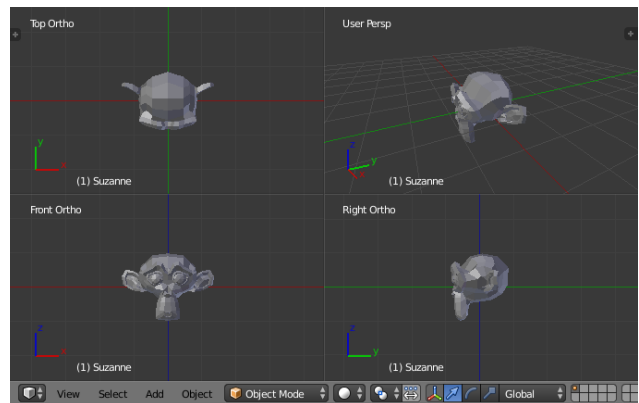 Top Ortho
User Persp
y
x
(1) Suzanne
z
y
x
(1) Suzanne
Front Ortho
Right Ortho
z
x
(1) Suzanne
z
y
(1) Suzanne
View Select Add Object Object Mode Global